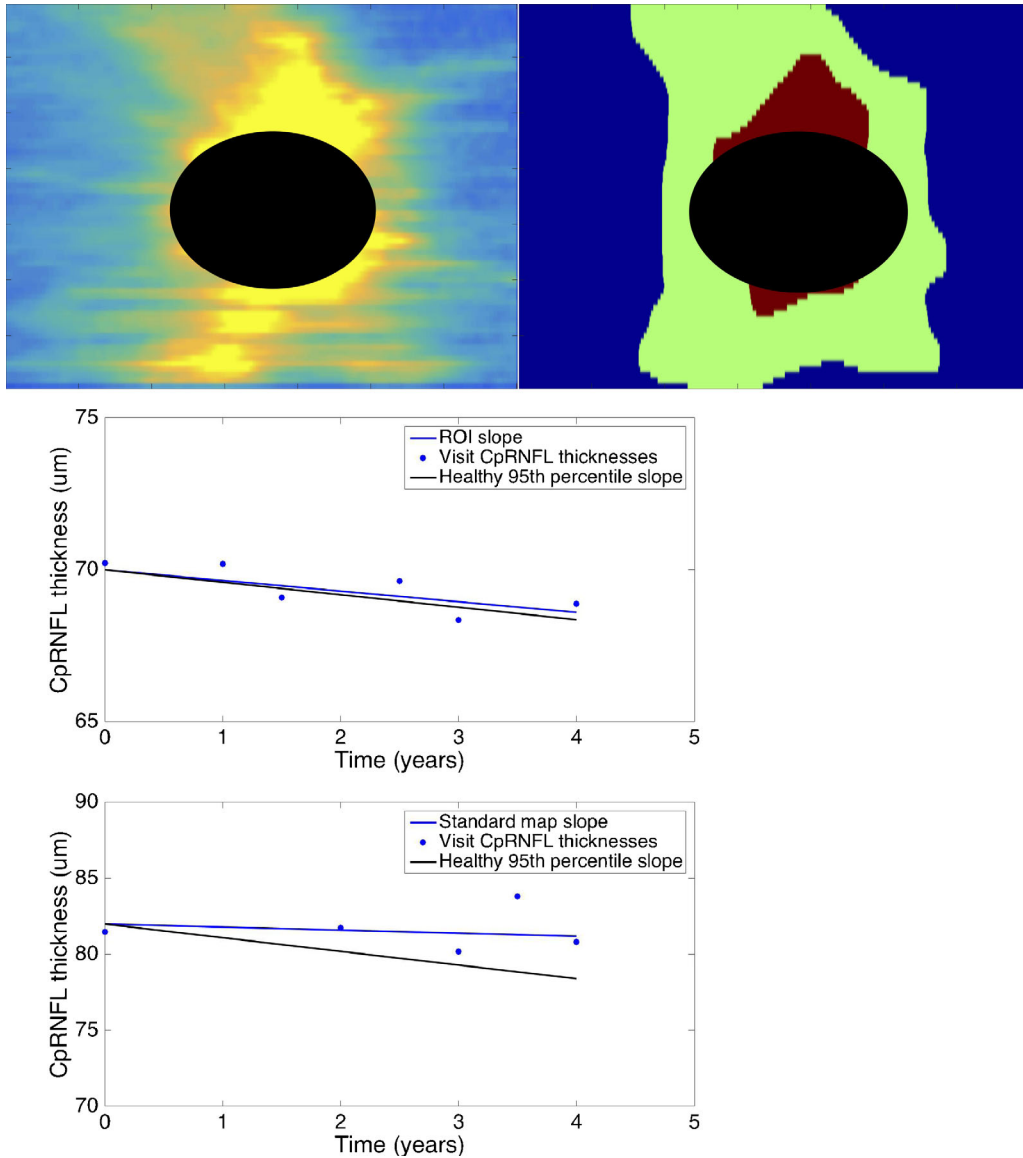 75
70
65
CpRNFL thickness (um)
ROI slope
Visit CpRNFL thicknesses
Healthy 95th percentile slope
0 1 2 3 4 5
Time (years)
90
85
80
75
70
CpRNFL thickness (um)
Standard map slope
Visit CpRNFL thicknesses
Healthy 95th percentile slope
0 1 2 3 4 5
Time (years)